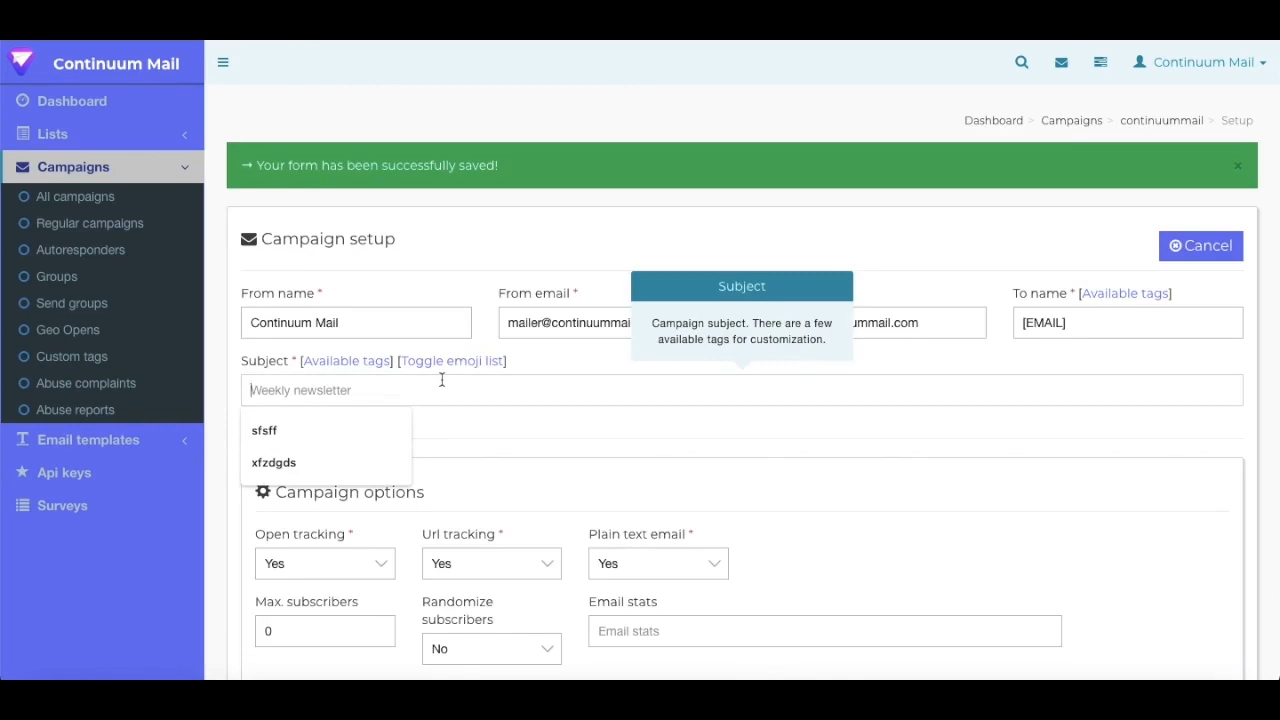 Continuum Mail
Continuum Mail
Dashboard
Lists
Campaigns
All campaigns
Regular campaigns
Autoresponders
Groups
Send groups
Geo Opens
Custom tags
Abuse complaints
Abuse reports
Email templates
Api keys
Surveys
Dashboard > Campaigns > continuummail > Setup
→ Your form has been successfully saved!
×
Campaign setup
Cancel
From name *
From email *
To name * [Available tags]
Continuum Mail
mailer@continuummai
ummail.com
[EMAIL]
Subject
Campaign subject. There are a few
available tags for customization.
Subject * [Available tags] [Toggle emoji list]
Weekly newsletter
sfsff
xfzdgds
Campaign options
Open tracking *
Url tracking *
Plain text email *
Yes
Yes
Yes
Max. subscribers
Randomize
subscribers
Email stats
0
No
Email stats